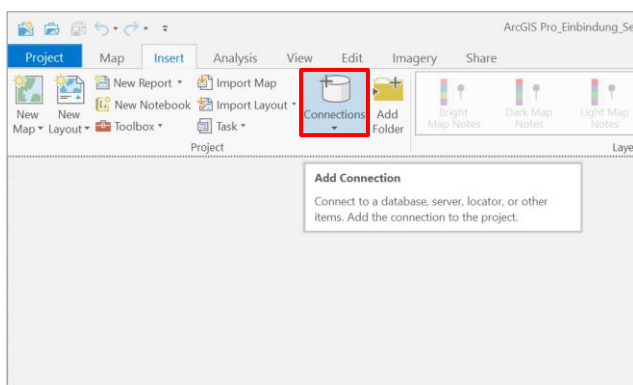 ArcGIS Pro_Einbindung_Se
Project Map Insert Analysis View Edit Imagery Share
New Map New Layout
New Report
New Notebook
Toolbox
Import Map
Import Layout
Task
Connections
Add Folder
Bright Map Notes
Dark Map Notes
Light Map Notes
Project
Laye
Add Connection
Connect to a database, server, locator, or other
items. Add the connection to the project.